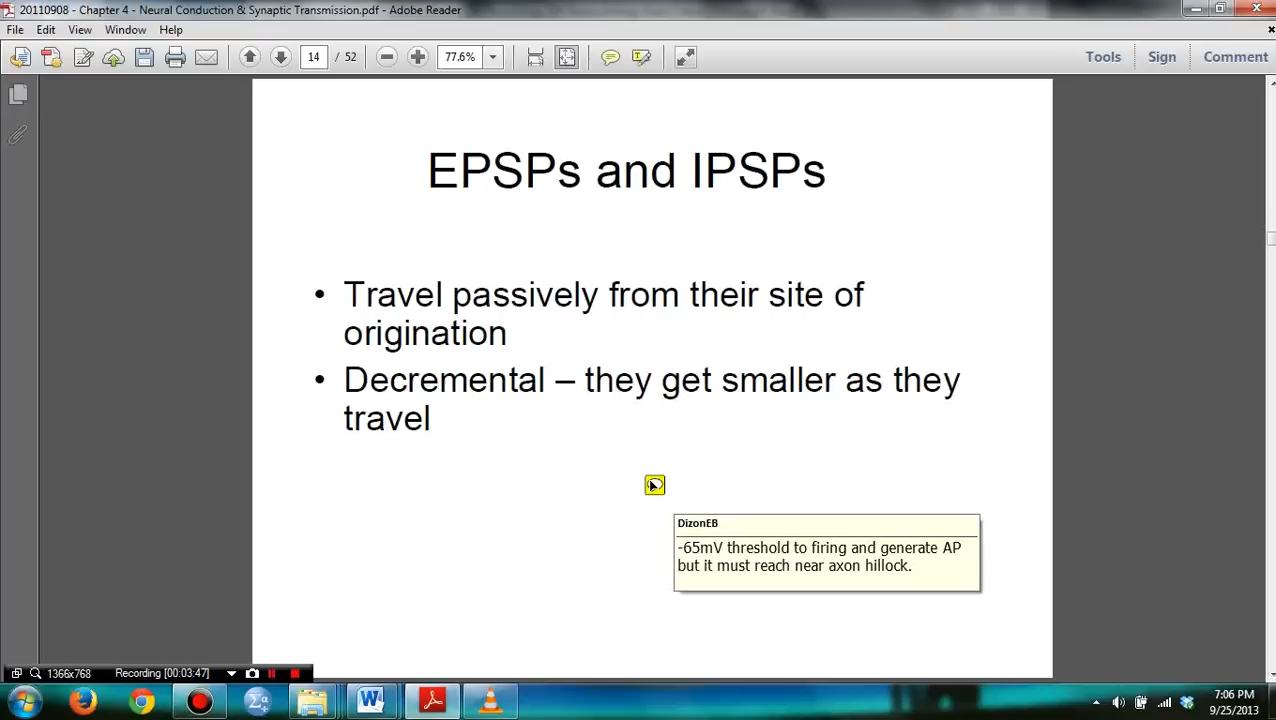 20110908 - Chapter 4 - Neural Conduction & Synaptic Transmission.pdf - Adobe Reader
File Edit View Window Help
14 / 52 77.6% Tools Sign Comment
EPSPs and IPSPs
• Travel passively from their site of
origination
• Decremental – they get smaller as they
travel
DizonEB
-65mV threshold to firing and generate AP
but it must reach near axon hillock.
1366x768 Recording [00:03:47]
7:06 PM
9/25/2013